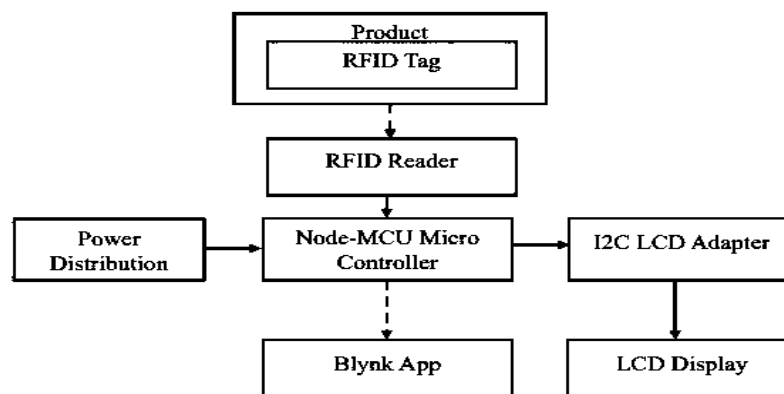 Product
RFID Tag
RFID Reader
Power
Distribution
Node-MCU Micro
Controller
I2C LCD Adapter
Blynk App
LCD Display